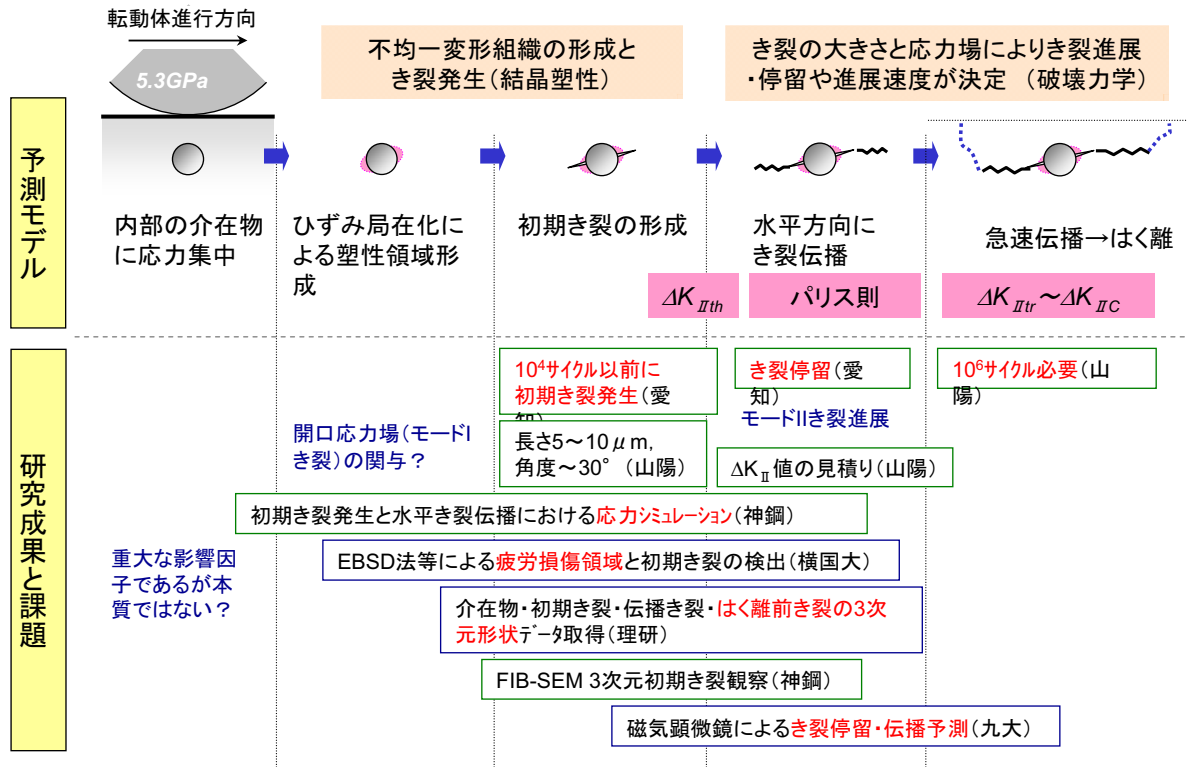 転動体進行方向
5.3GPa
不均一変形組織の形成と
き裂発生（結晶塑性）
き裂の大きさと応力場によりき裂進展
・停留や進展速度が決定 （破壊力学）
予測モデル
内部の介在物
に応力集中
ひずみ局在化に
よる塑性領域形
成
初期き裂の形成
水平方向に
き裂伝播
急速伝播→はく離
ΔK_IIth
パリス則
ΔK_IItr～ΔK_IIC
研究成果と課題
10⁴サイクル以前に
初期き裂発生（愛
知）
き裂停留（愛
知）
10⁶サイクル必要（山
陽）
開口応力場（モードI
き裂）の関与？
長さ5～10μm,
角度～30°（山陽）
モードIIき裂進展
ΔK_II値の見積り（山陽）
初期き裂発生と水平き裂伝播における応力シミュレーション（神鋼）
重大な影響因
子であるが本
質ではない？
EBSD法等による疲労損傷領域と初期き裂の検出（横国大）
介在物・初期き裂・伝播き裂・はく離前き裂の3次
元形状データ取得（理研）
FIB-SEM 3次元初期き裂観察（神鋼）
磁気顕微鏡によるき裂停留・伝播予測（九大）